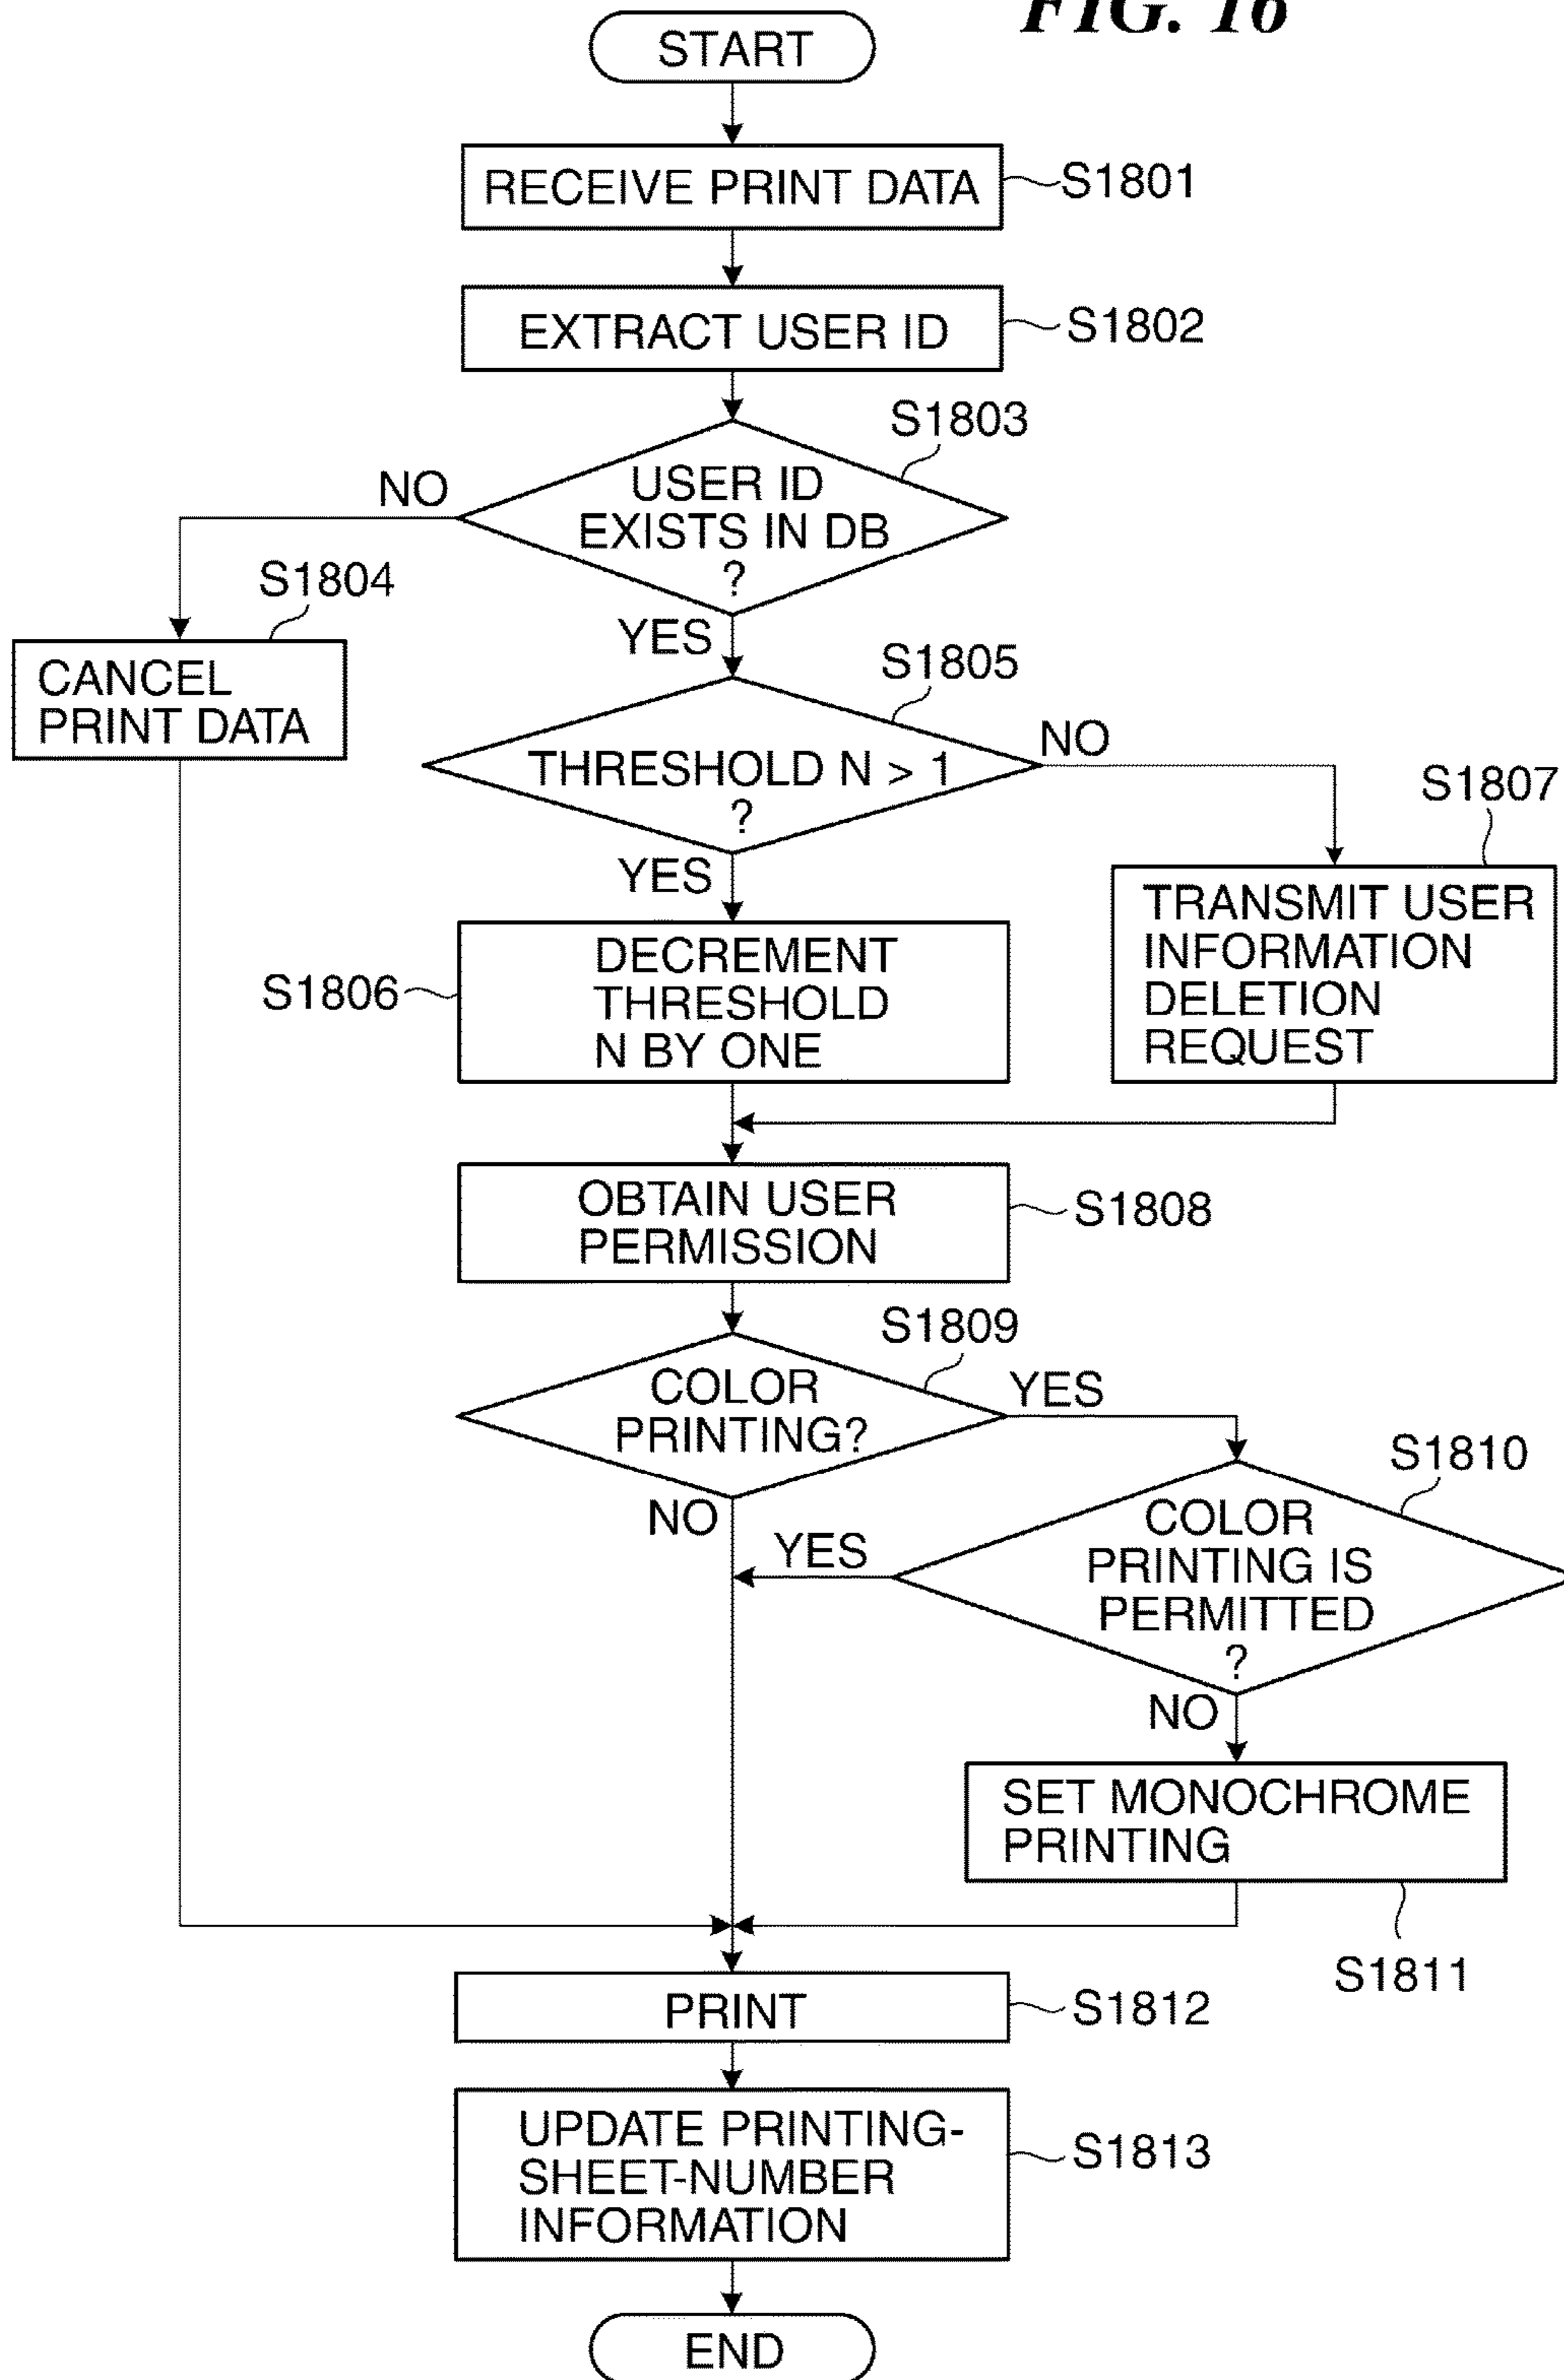 FIG. 18
START
RECEIVE PRINT DATA
S1801
EXTRACT USER ID
S1802
S1803
NO
USER ID
EXISTS IN DB
?
S1804
YES
CANCEL
PRINT DATA
S1805
NO
THRESHOLD N > 1
?
S1807
YES
TRANSMIT USER
INFORMATION
DELETION
REQUEST
S1806
DECREMENT
THRESHOLD
N BY ONE
OBTAIN USER
PERMISSION
S1808
S1809
COLOR
PRINTING?
YES
S1810
NO
YES
COLOR
PRINTING IS
PERMITTED
?
NO
SET MONOCHROME
PRINTING
S1811
PRINT
S1812
UPDATE PRINTING-
SHEET-NUMBER
INFORMATION
S1813
END